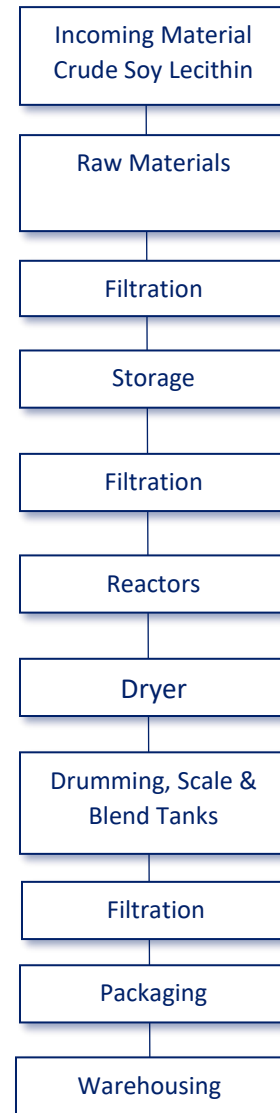 Incoming Material
Crude Soy Lecithin
Raw Materials
Filtration
Storage
Filtration
Reactors
Dryer
Drumming, Scale &
Blend Tanks
Filtration
Packaging
Warehousing